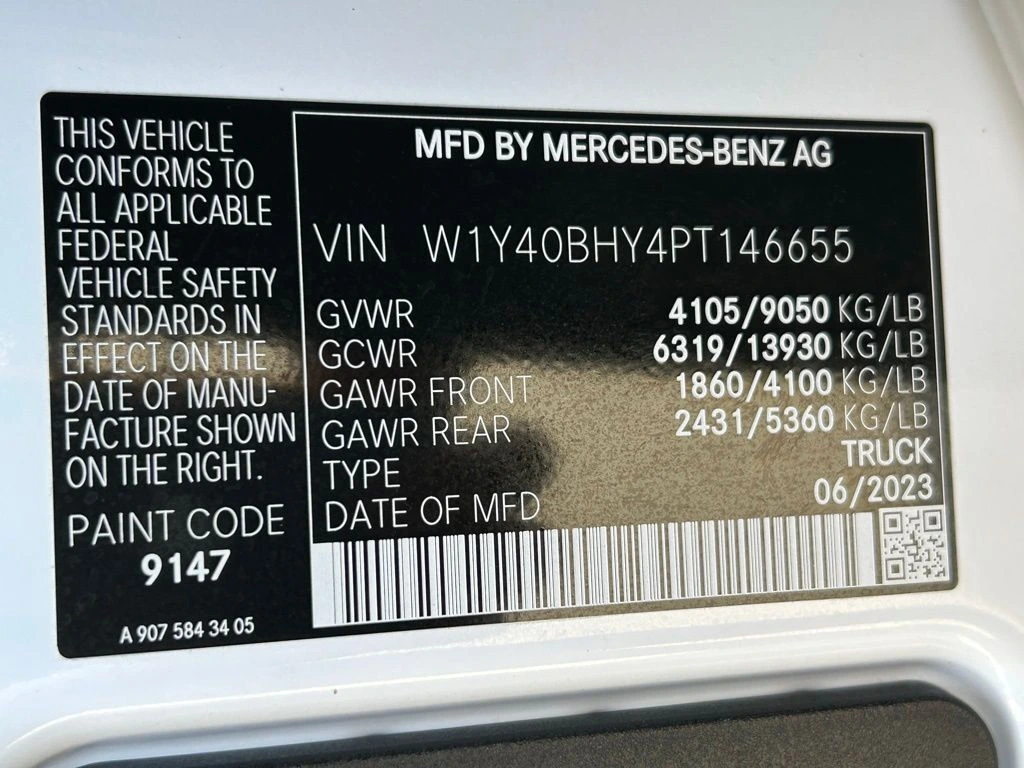 THIS VEHICLE
CONFORMS TO
ALL APPLICABLE
FEDERAL
VEHICLE SAFETY
STANDARDS IN
EFFECT ON THE
DATE OF MANU-
FACTURE SHOWN
ON THE RIGHT.
PAINT CODE
9147
A 907 584 34 05
MFD BY MERCEDES-BENZ AG
VIN W1Y40BHY4PT146655
GVWR 4105/9050 KG/LB
GCWR 6319/13930 KG/LB
GAWR FRONT 1860/4100 KG/LB
GAWR REAR 2431/5360 KG/LB
TYPE TRUCK
DATE OF MFD 06/2023